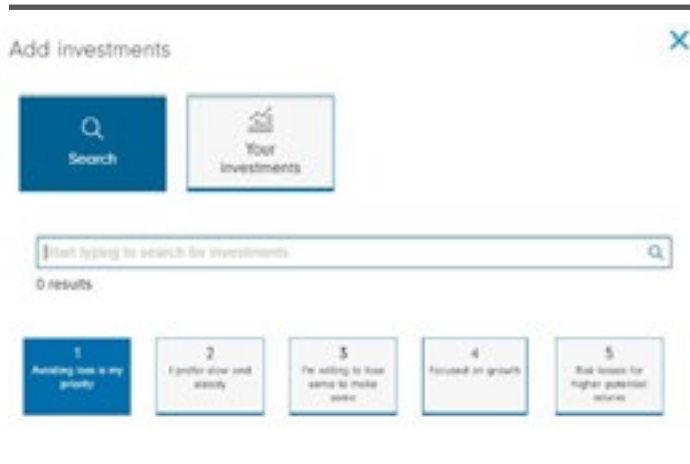 Add investments
Search
Your
investments
Start typing to search for investments
0 results
1
Avoiding loss is my
priority
2
I prefer slow and
steady
3
I'm willing to lose
some to make
some
4
Focused on growth
5
Risk losses for
higher potential
returns